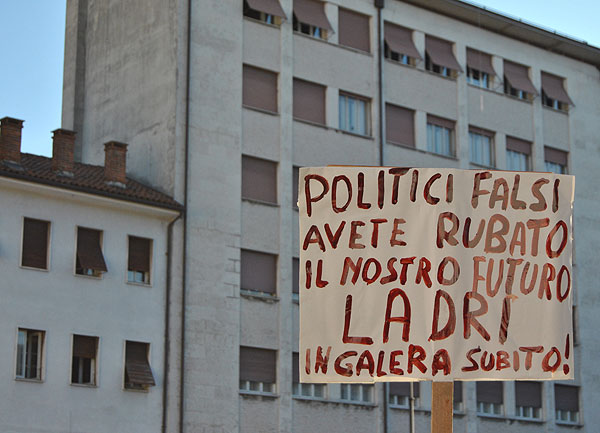 POLITICI FALSI
AVETE RUBATO
IL NOSTRO FUTURO
LADRI
IN GALERA SUBITO!